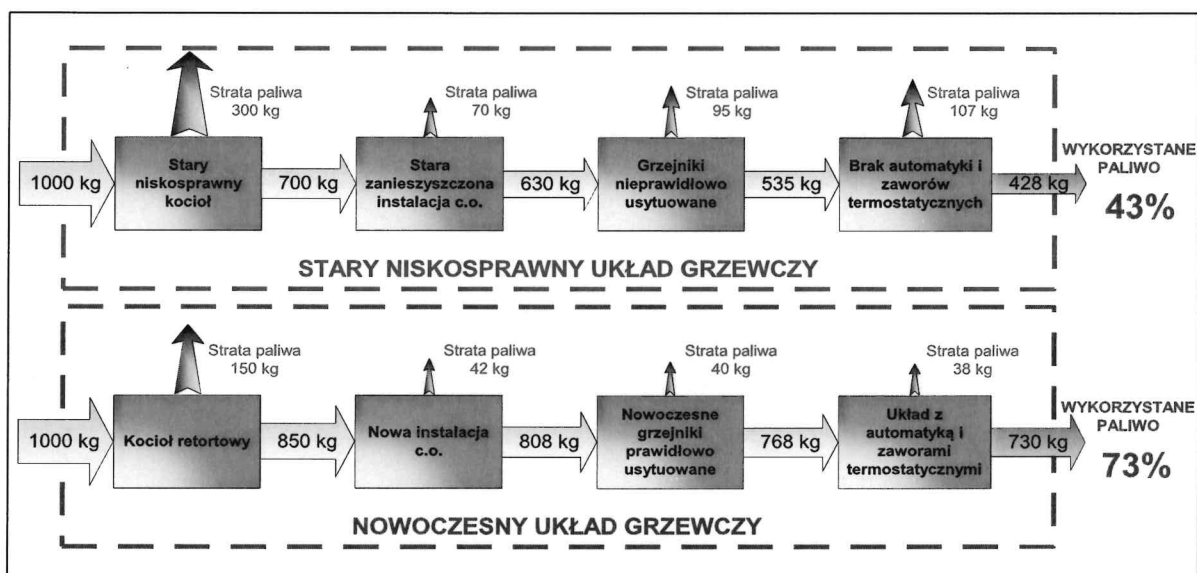 Strata paliwa
300 kg
Strata paliwa
70 kg
Strata paliwa
95 kg
Strata paliwa
107 kg
1000 kg
Stary
niskosprawny
kocioł
700 kg
Stara
zanieszyszczona
instalacja c.o.
630 kg
Grzejniki
nieprawidłowo
usytuowane
535 kg
Brak automatyki i
zaworów
termostatycznych
428 kg
WYKORZYSTANE
PALIWO
43%
STARY NISKOSPRAWNY UKŁAD GRZEWCZY
Strata paliwa
150 kg
Strata paliwa
42 kg
Strata paliwa
40 kg
Strata paliwa
38 kg
1000 kg
Kocioł retortowy
850 kg
Nowa instalacja
c.o.
808 kg
Nowoczesne
grzejniki
prawidłowo
usytuowane
768 kg
Układ z
automatyką i
zaworami
termostatycznymi
730 kg
WYKORZYSTANE
PALIWO
73%
NOWOCZESNY UKŁAD GRZEWCZY